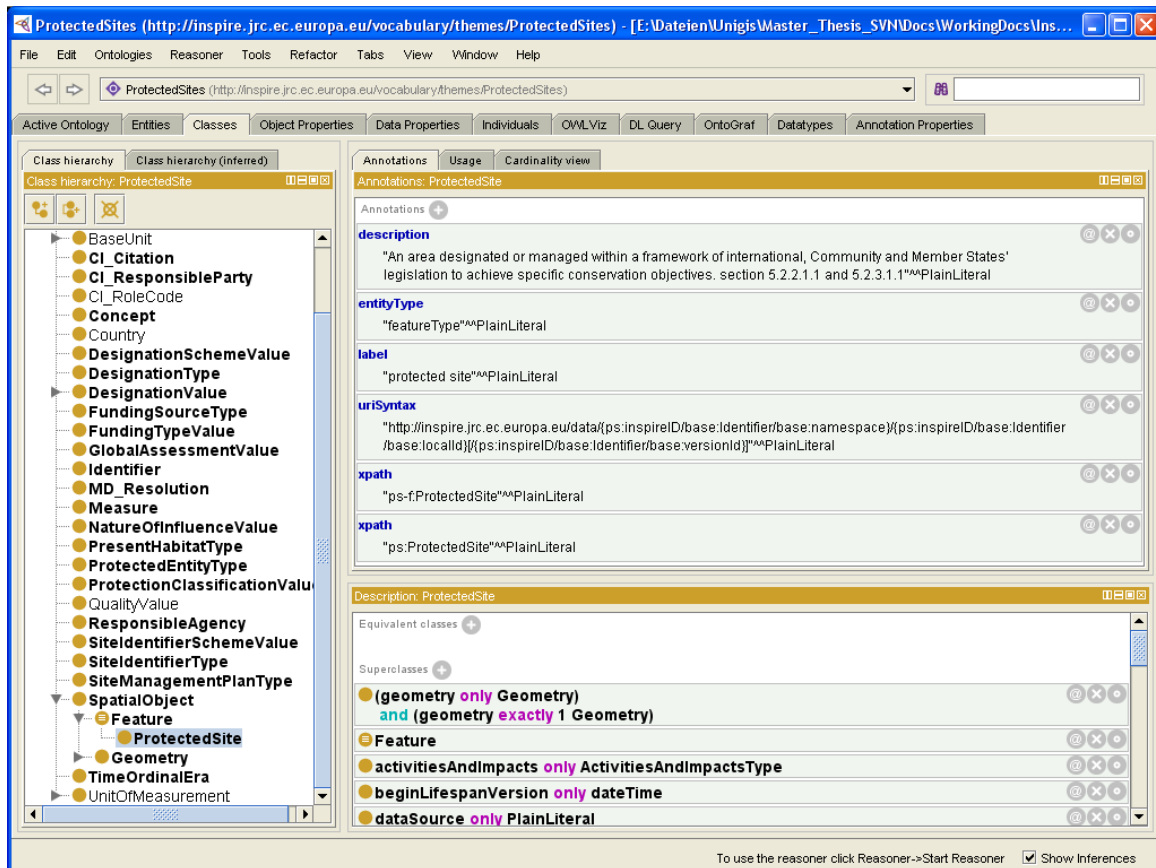 ProtectedSites (http://inspire.jrc.ec.europa.eu/vocabulary/themes/ProtectedSites) - [E:\Dateien\Unigis\Master_Thesis_SVN\Docs\WorkingDocs\Ins...
File Edit Ontologies Reasoner Tools Refactor Tabs View Window Help
ProtectedSites (http://inspire.jrc.ec.europa.eu/vocabulary/themes/ProtectedSites)
Active Ontology Entities Classes Object Properties Data Properties Individuals OWLViz DL Query OntoGraf Datatypes Annotation Properties
Class hierarchy Class hierarchy (inferred)
Class hierarchy: ProtectedSite
BaseUnit
CI_Citation
CI_ResponsibleParty
CI_RoleCode
Concept
Country
DesignationSchemeValue
DesignationType
DesignationValue
FundingSourceType
FundingTypeValue
GlobalAssessmentValue
Identifier
MD_Resolution
Measure
NatureOfInfluenceValue
PresentHabitatType
ProtectedEntityType
ProtectionClassificationValu
QualityValue
ResponsibleAgency
SiteIdentifierSchemeValue
SiteIdentifierType
SiteManagementPlanType
SpatialObject
Feature
ProtectedSite
Geometry
TimeOrdinalEra
UnitOfMeasurement
Annotations Usage Cardinality view
Annotations: ProtectedSite
Annotations
description
"An area designated or managed within a framework of international, Community and Member States'
legislation to achieve specific conservation objectives. section 5.2.2.1.1 and 5.2.3.1.1"^^PlainLiteral
entityType
"featureType"^^PlainLiteral
label
"protected site"^^PlainLiteral
uriSyntax
"http://inspire.jrc.ec.europa.eu/data/{ps:inspireID/base:Identifier/base:namespace}/{ps:inspireID/base:Identifier
/base:localId}[/{ps:inspireID/base:Identifier/base:versionId}]"^^PlainLiteral
xpath
"ps-f:ProtectedSite"^^PlainLiteral
xpath
"ps:ProtectedSite"^^PlainLiteral
Description: ProtectedSite
Equivalent classes
Superclasses
(geometry only Geometry)
and (geometry exactly 1 Geometry)
Feature
activitiesAndImpacts only ActivitiesAndImpactsType
beginLifespanVersion only dateTime
dataSource only PlainLiteral
To use the reasoner click Reasoner->Start Reasoner Show Inferences